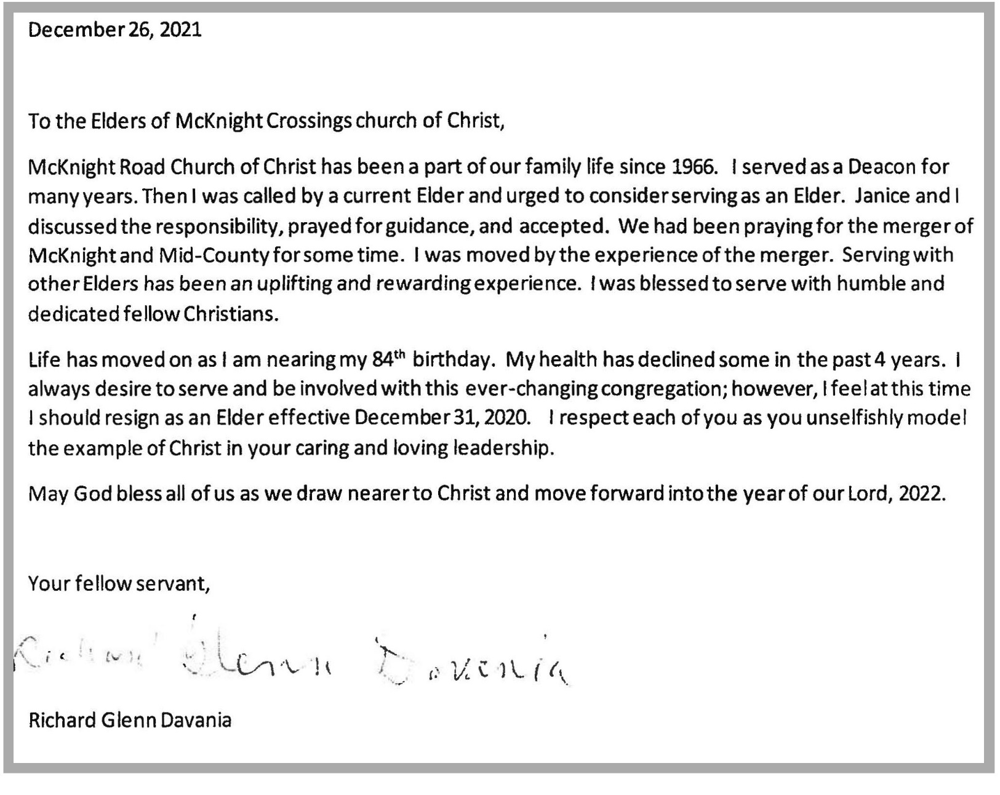 December 26, 2021
To the Elders of McKnight Crossings church of Christ,
McKnight Road Church of Christ has been a part of our family life since 1966. I served as a Deacon for
many years. Then I was called by a current Elder and urged to consider serving as an Elder. Janice and I
discussed the responsibility, prayed for guidance, and accepted. We had been praying for the merger of
McKnight and Mid-County for some time. I was moved by the experience of the merger. Serving with
other Elders has been an uplifting and rewarding experience. I was blessed to serve with humble and
dedicated fellow Christians.
Life has moved on as I am nearing my 84th birthday. My health has declined some in the past 4 years. I
always desire to serve and be involved with this ever-changing congregation; however, I feel at this time
I should resign as an Elder effective December 31, 2020. I respect each of you as you unselfishly model
the example of Christ in your caring and loving leadership.
May God bless all of us as we draw nearer to Christ and move forward into the year of our Lord, 2022.
Your fellow servant,
Richard Glenn Davania
Richard Glenn Davania